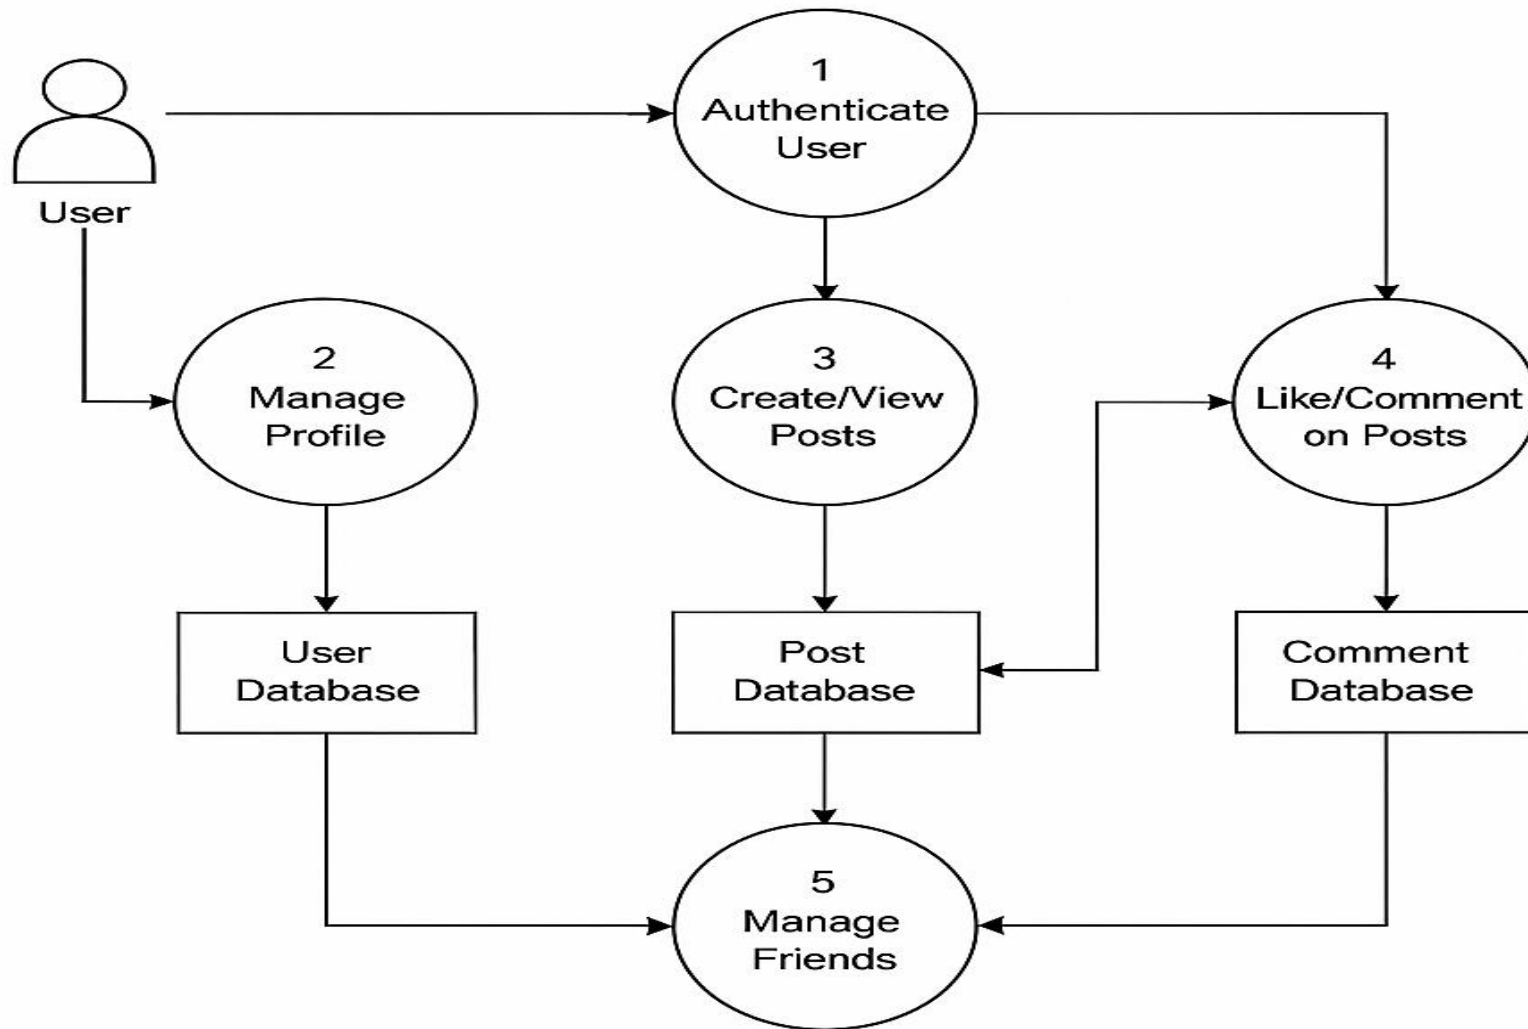 1
Authenticate
User
User
2
Manage
Profile
3
Create/View
Posts
4
Like/Comment
on Posts
User
Database
Post
Database
Comment
Database
5
Manage
Friends